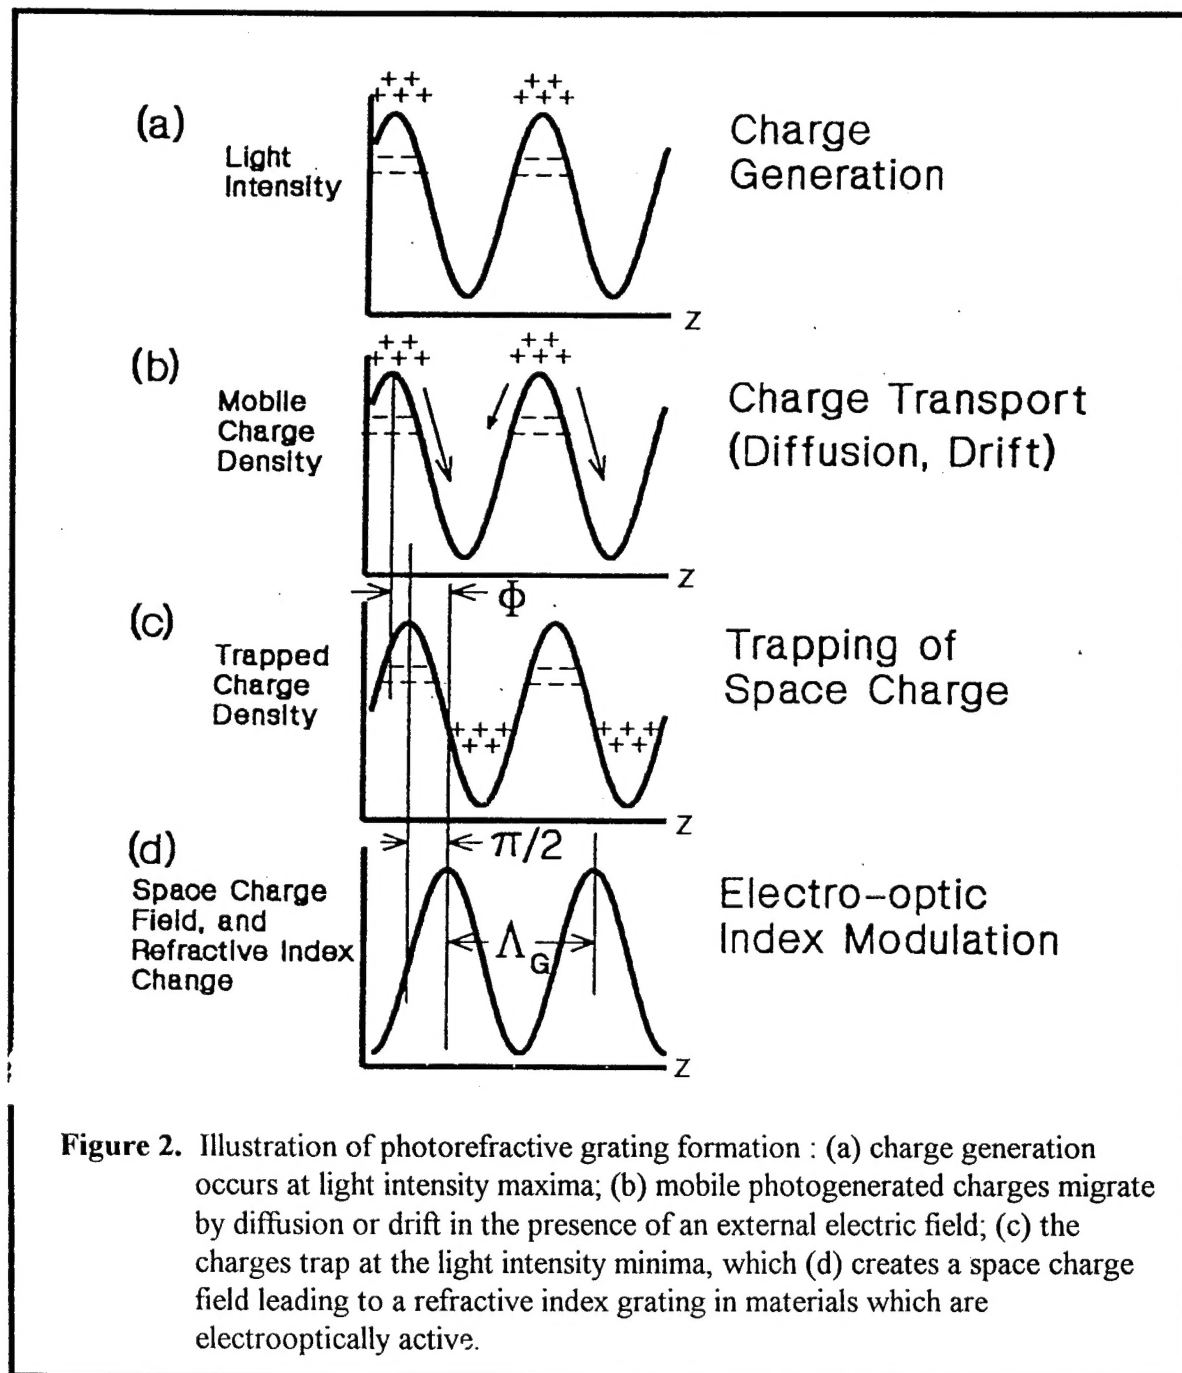 (a)
+ +
+ + +
+ +
+ + +
Light
Intensity
Charge
Generation
Z
(b)
+ +
+ + +
+ +
+ + +
Mobile
Charge
Density
Charge Transport
(Diffusion, Drift)
Z
Φ
(c)
Trapped
Charge
Density
+ + + +
+ +
+ + + +
+ +
Trapping of
Space Charge
Z
π/2
(d)
Space Charge
Field, and
Refractive Index
Change
Λ_G
Electro-optic
Index Modulation
Z
Figure 2. Illustration of photorefractive grating formation : (a) charge generation
occurs at light intensity maxima; (b) mobile photogenerated charges migrate
by diffusion or drift in the presence of an external electric field; (c) the
charges trap at the light intensity minima, which (d) creates a space charge
field leading to a refractive index grating in materials which are
electrooptically active.